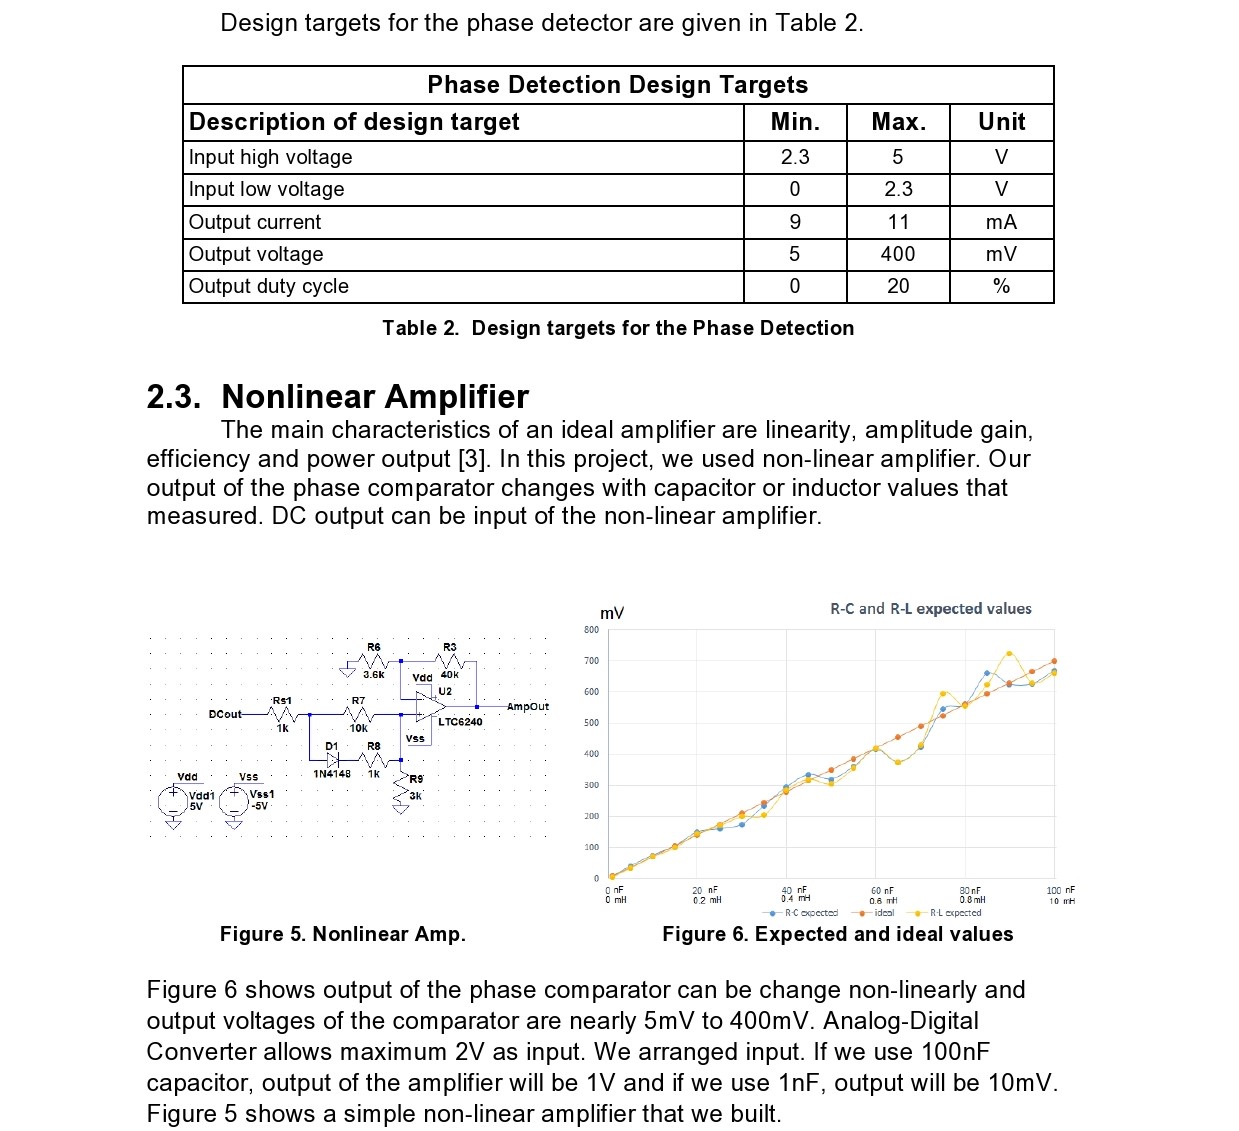 Design targets for the phase detector are given in Table 2.
Phase Detection Design Targets
Description of design target Min. Max. Unit
Input high voltage 2.3 5 V
Input low voltage 0 2.3 V
Output current 9 11 mA
Output voltage 5 400 mV
Output duty cycle 0 20 %
Table 2. Design targets for the Phase Detection
2.3. Nonlinear Amplifier
The main characteristics of an ideal amplifier are linearity, amplitude gain,
efficiency and power output [3]. In this project, we used non-linear amplifier. Our
output of the phase comparator changes with capacitor or inductor values that
measured. DC output can be input of the non-linear amplifier.
R6 R3
3.6k Vdd 40k
U2
Rs1 R7 AmpOut
DCout
1k 10k LTC6240
Vss
D1 R8
1N4148 1k
R9
3k
Vdd Vss
Vdd1 Vss1
5V -5V
mV
R-C and R-L expected values
800
700
600
500
400
300
200
100
0
0 nF 20 nF 40 nF 60 nF 80 nF 100 nF
0 mH 0.2 mH 0.4 mH 0.6 mH 0.8 mH 10 mH
R-C expected ideal R-L expected
Figure 5. Nonlinear Amp.
Figure 6. Expected and ideal values
Figure 6 shows output of the phase comparator can be change non-linearly and
output voltages of the comparator are nearly 5mV to 400mV. Analog-Digital
Converter allows maximum 2V as input. We arranged input. If we use 100nF
capacitor, output of the amplifier will be 1V and if we use 1nF, output will be 10mV.
Figure 5 shows a simple non-linear amplifier that we built.